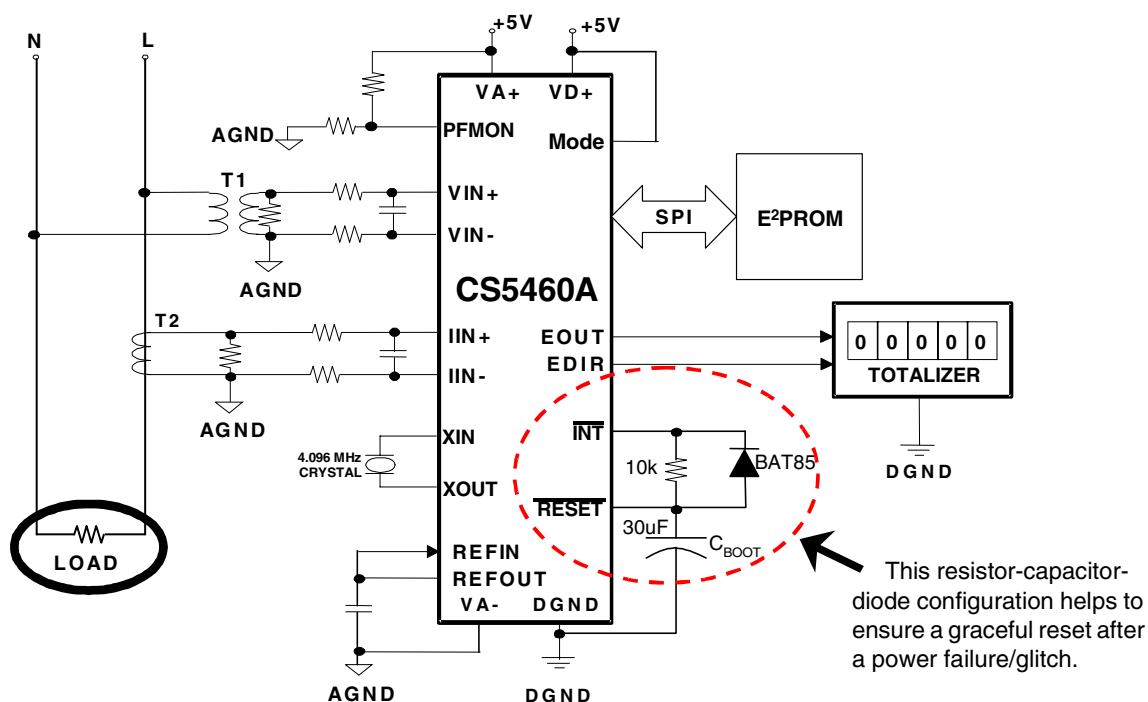 +5V
+5V
N
L
VA+
VD+
AGND
PFMON
Mode
T1
VIN+
SPI
E²PROM
VIN-
AGND
CS5460A
T2
IIN+
EOUT
0 0 0 0 0
IIN-
EDIR
TOTALIZER
AGND
INT
XIN
4.096 MHz
CRYSTAL
10k
BAT85
DGND
XOUT
RESET
30uF
C_BOOT
LOAD
REFIN
REFOUT
VA-
DGND
This resistor-capacitor-
diode configuration helps to
ensure a graceful reset after
a power failure/glitch.
AGND
DGND